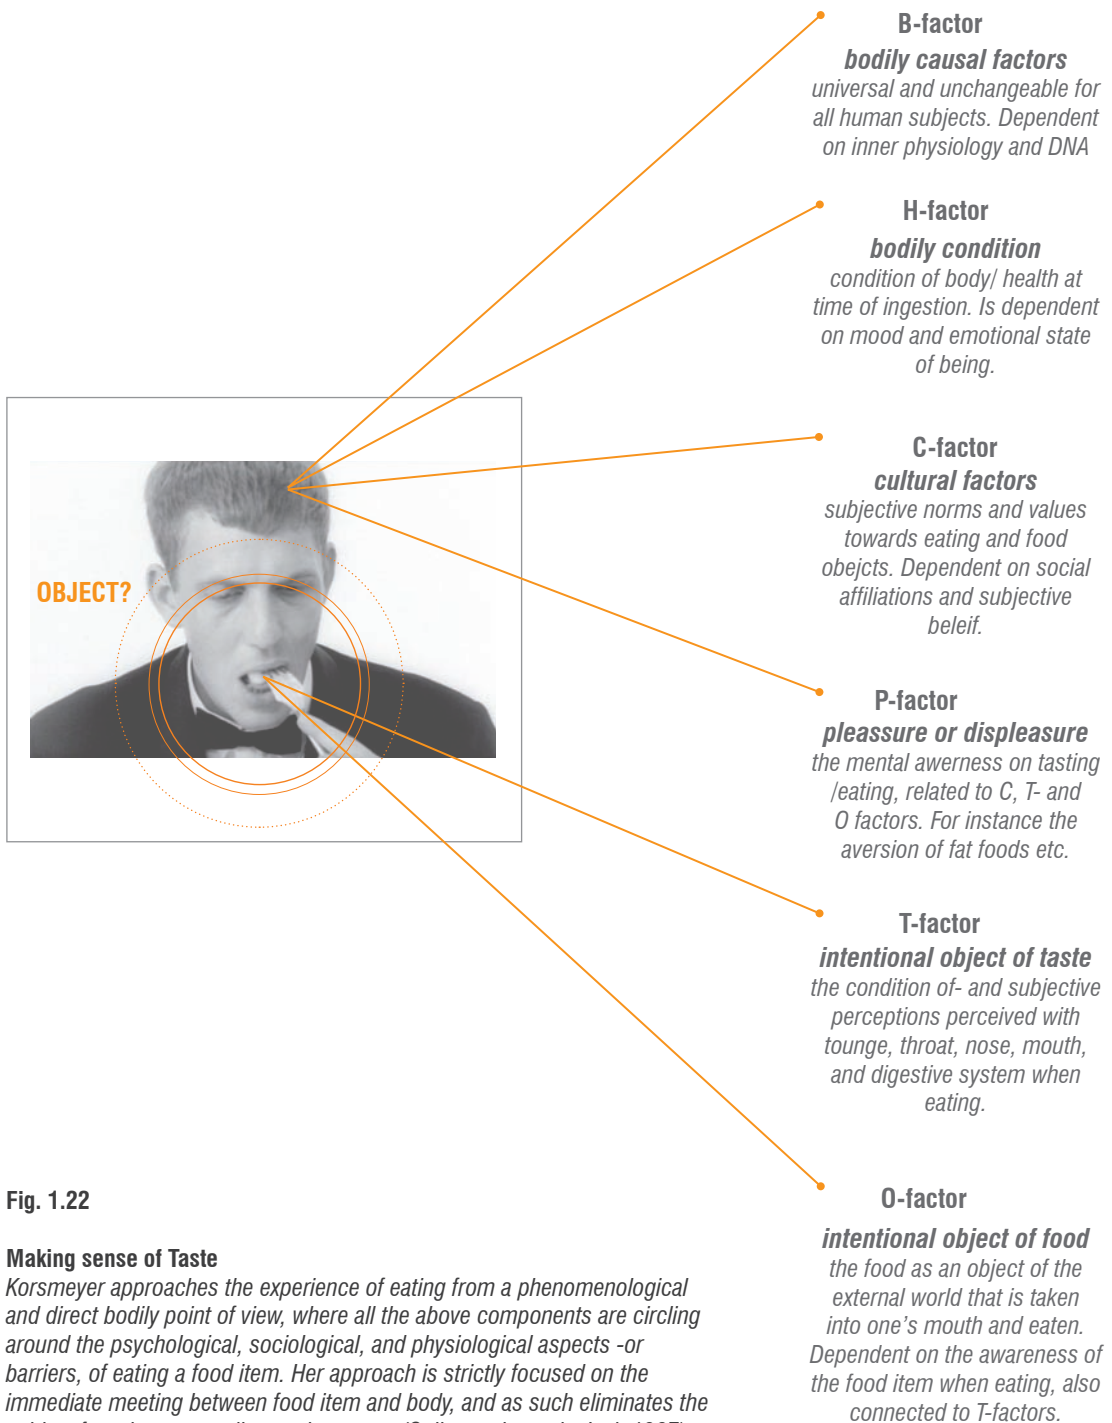 B-factor
bodily causal factors
universal and unchangeable for
all human subjects. Dependent
on inner physiology and DNA
H-factor
bodily condition
condition of body/ health at
time of ingestion. Is dependent
on mood and emotional state
of being.
C-factor
cultural factors
subjective norms and values
towards eating and food
obejcts. Dependent on social
affiliations and subjective
beleif.
OBJECT?
P-factor
pleassure or displeasure
the mental awerness on tasting
/eating, related to C, T- and
O factors. For instance the
aversion of fat foods etc.
T-factor
intentional object of taste
the condition of- and subjective
perceptions perceived with
tounge, throat, nose, mouth,
and digestive system when
eating.
O-factor
intentional object of food
the food as an object of the
external world that is taken
into one's mouth and eaten.
Dependent on the awareness of
the food item when eating, also
connected to T-factors.
Fig. 1.22
Making sense of Taste
Korsmeyer approaches the experience of eating from a phenomenological
and direct bodily point of view, where all the above components are circling
around the psychological, sociological, and physiological aspects -or
barriers, of eating a food item. Her approach is strictly focused on the
immediate meeting between food item and body, and as such eliminates the